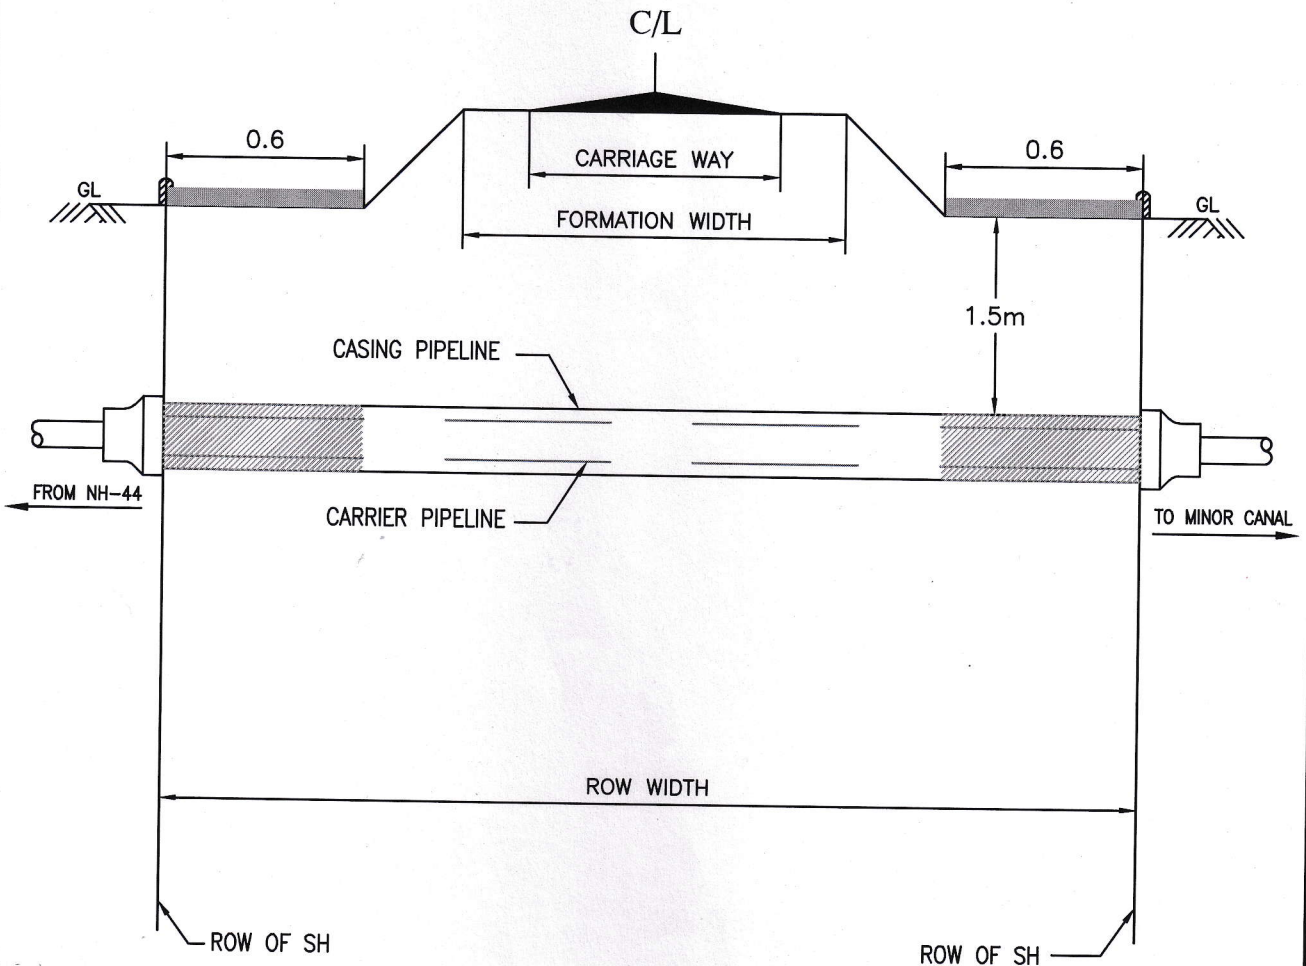 C/L
0.6
CARRIAGE WAY
0.6
GL
FORMATION WIDTH
GL
1.5m
CASING PIPELINE
FROM NH-44
CARRIER PIPELINE
TO MINOR CANAL
ROW WIDTH
ROW OF SH
ROW OF SH